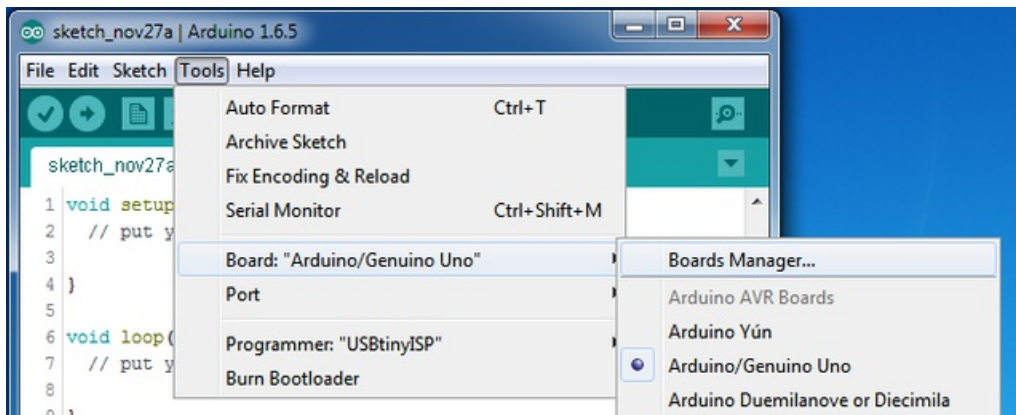 sketch_nov27a | Arduino 1.6.5
File Edit Sketch Tools Help
sketch_nov27a
1 void setup
2 // put y
3
4 }
5
6 void loop(
7 // put y
8
9 }
Auto Format Ctrl+T
Archive Sketch
Fix Encoding & Reload
Serial Monitor Ctrl+Shift+M
Board: "Arduino/Genuino Uno"
Port
Programmer: "USBtinyISP"
Burn Bootloader
Boards Manager...
Arduino AVR Boards
Arduino Yún
Arduino/Genuino Uno
Arduino Duemilanove or Diecimila